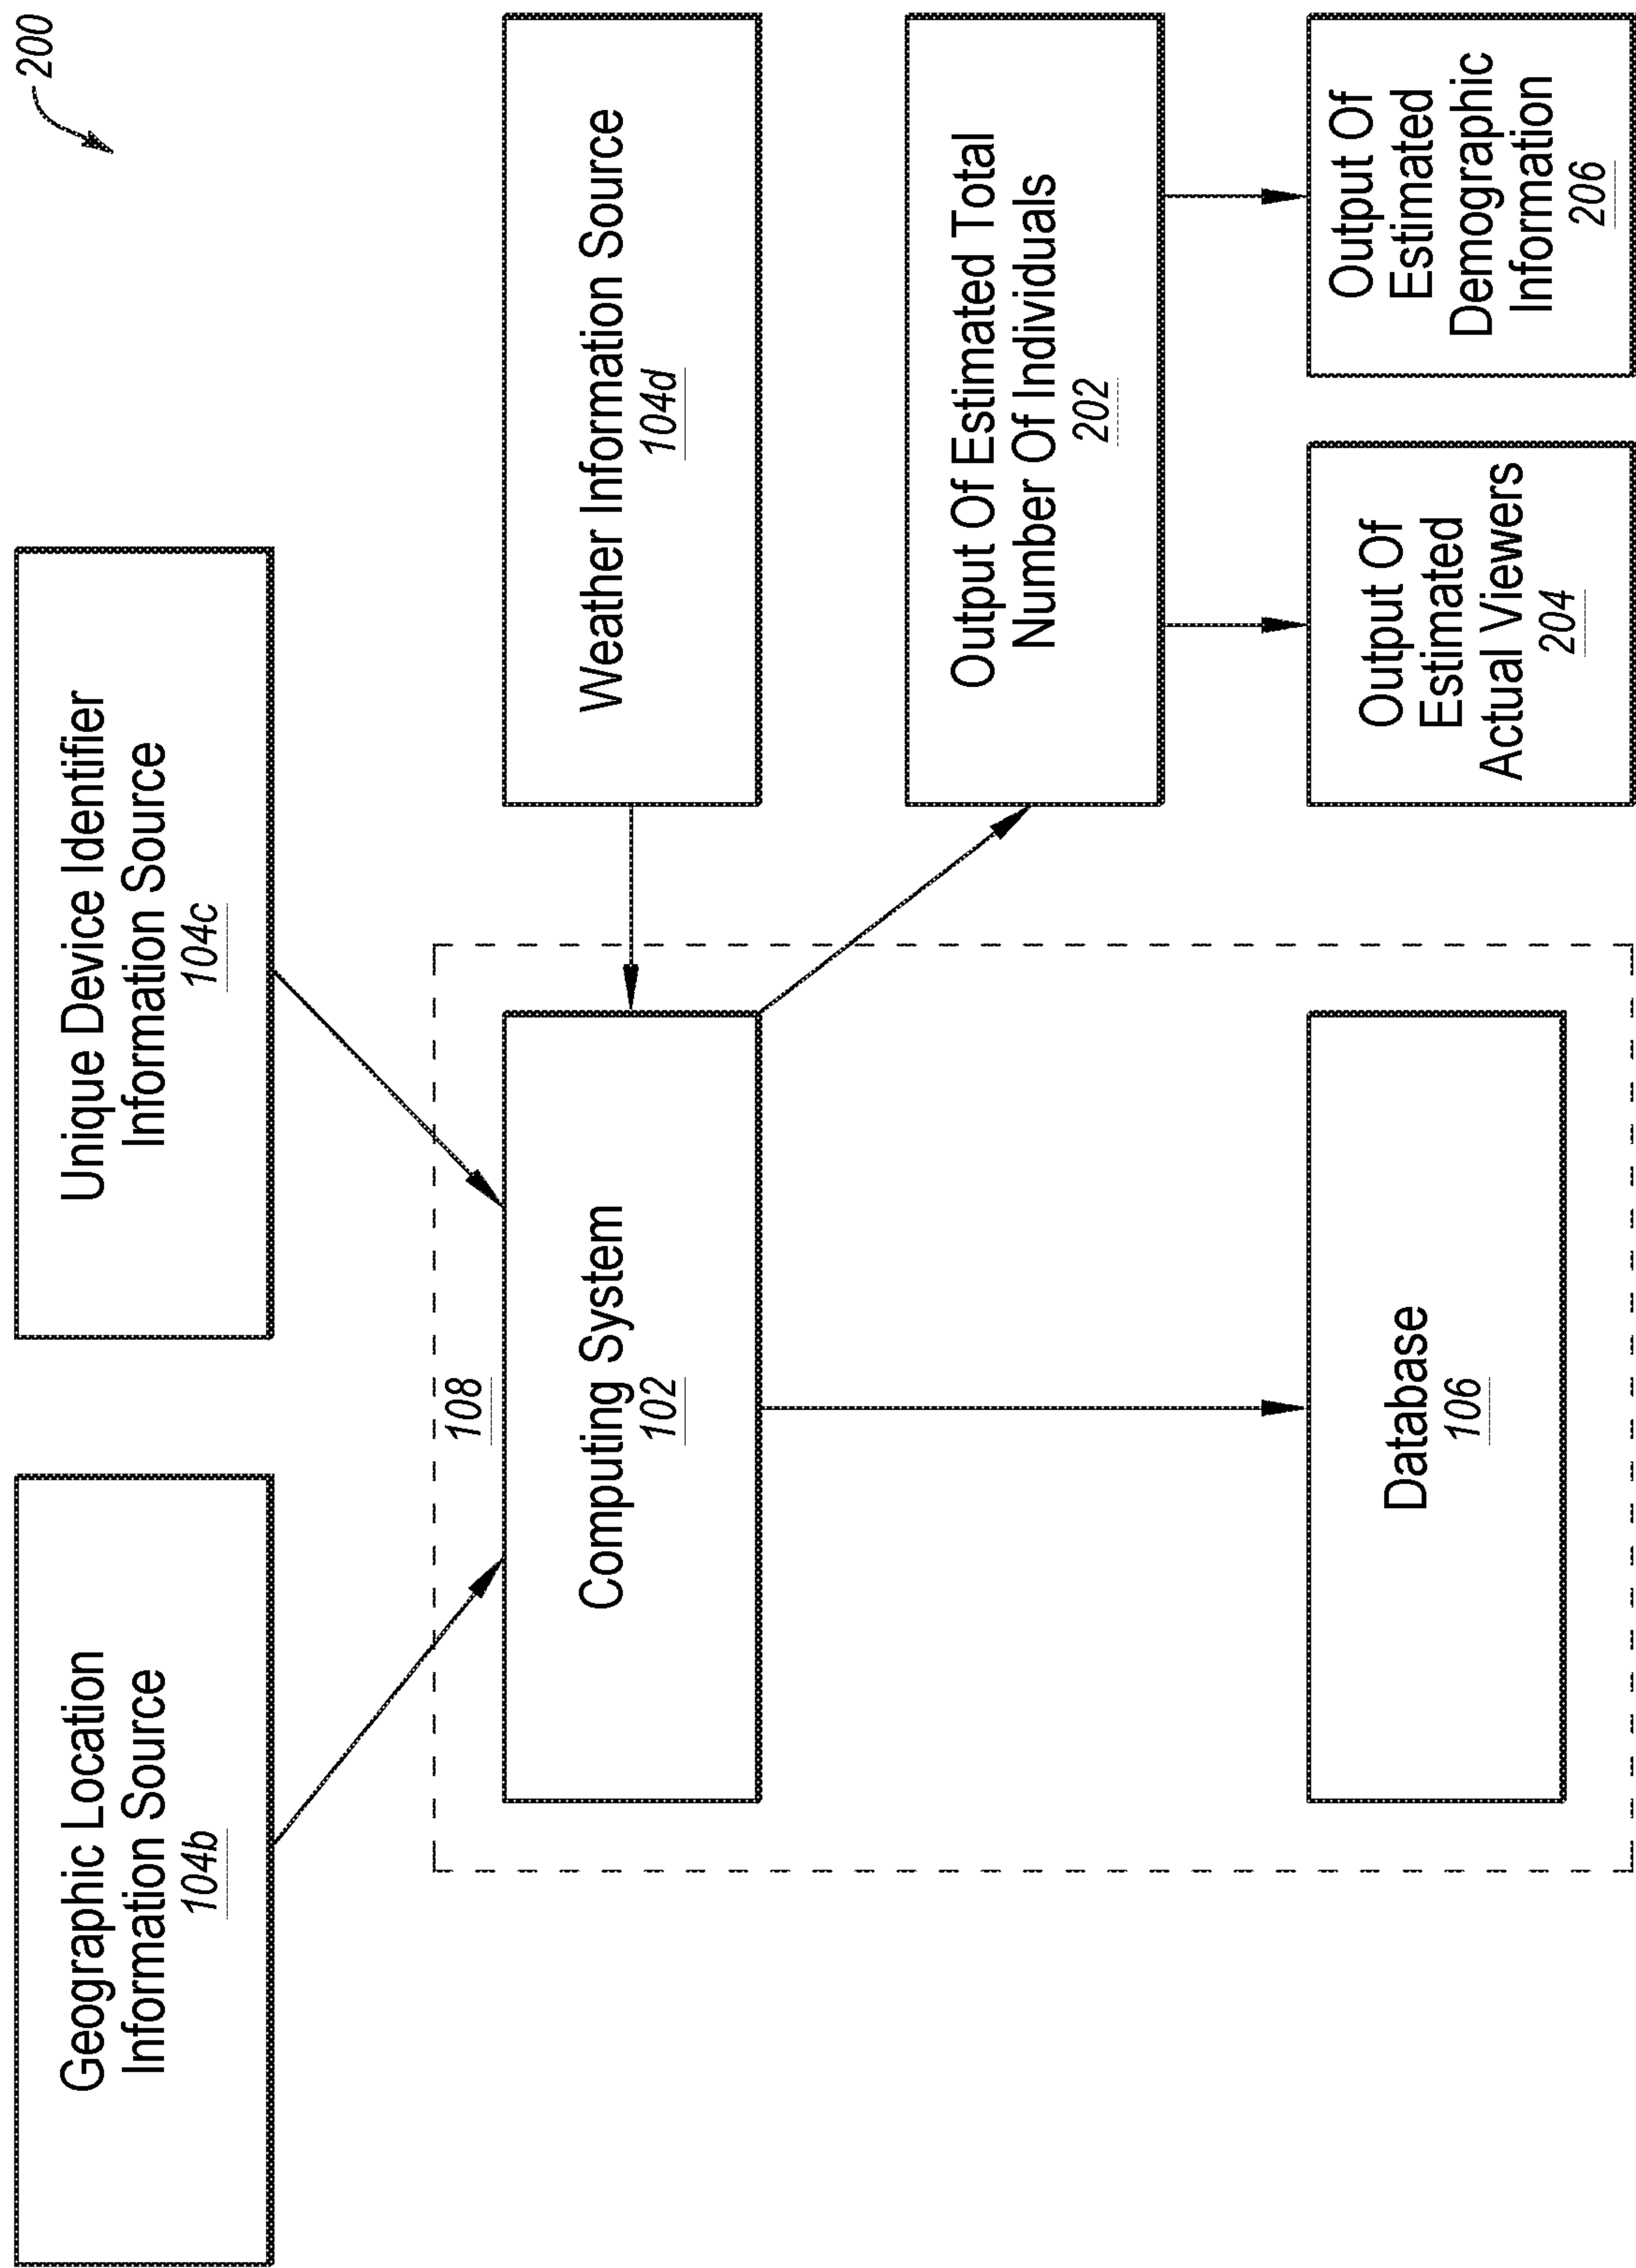 200
Geographic Location
Information Source
104b
Unique Device Identifier
Information Source
104c
108
Computing System
102
Weather Information Source
104d
Database
106
Output Of Estimated Total
Number Of Individuals
202
Output Of
Estimated
Actual Viewers
204
Output Of
Estimated
Demographic
Information
206